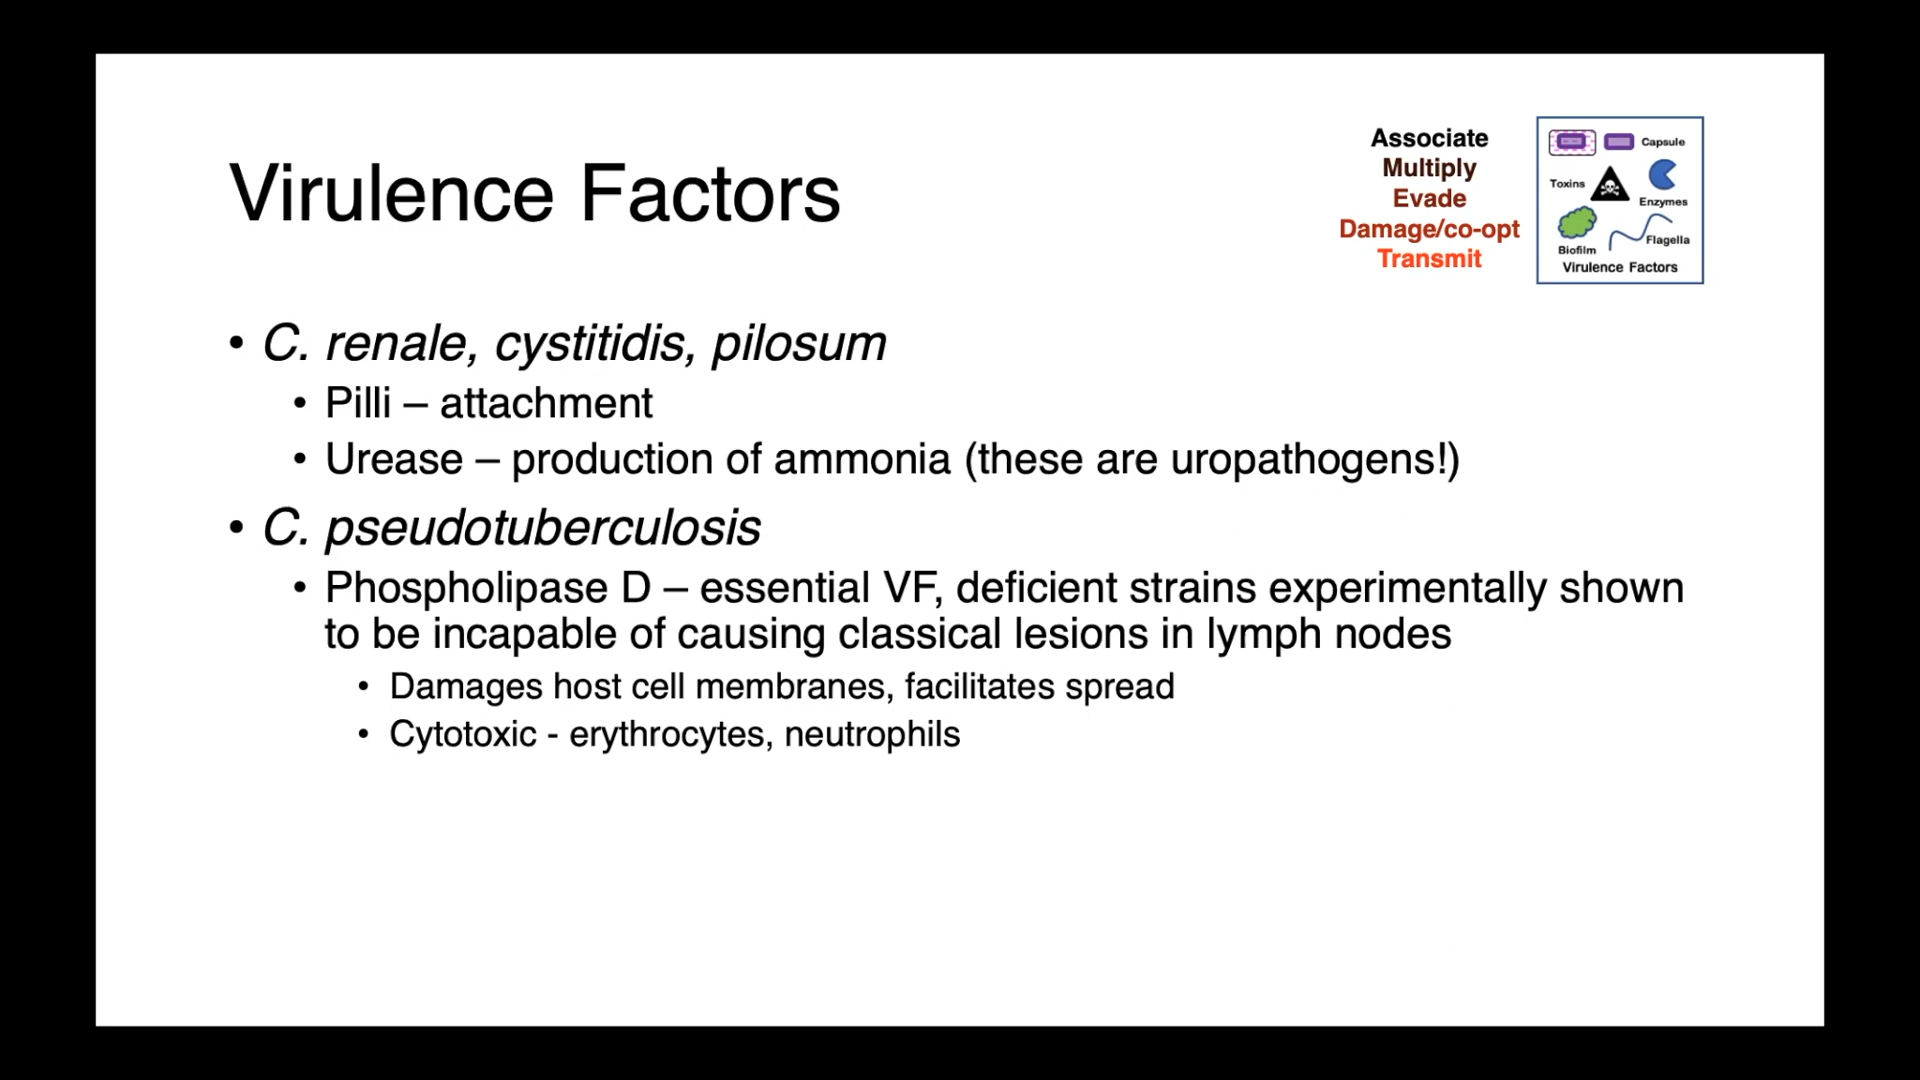 Virulence Factors
Associate
Multiply
Evade
Damage/co-opt
Transmit
Capsule
Toxins
Enzymes
Biofilm
Flagella
Virulence Factors
• C. renale, cystitidis, pilosum
• Pilli – attachment
• Urease – production of ammonia (these are uropathogens!)
• C. pseudotuberculosis
• Phospholipase D – essential VF, deficient strains experimentally shown
to be incapable of causing classical lesions in lymph nodes
• Damages host cell membranes, facilitates spread
• Cytotoxic - erythrocytes, neutrophils